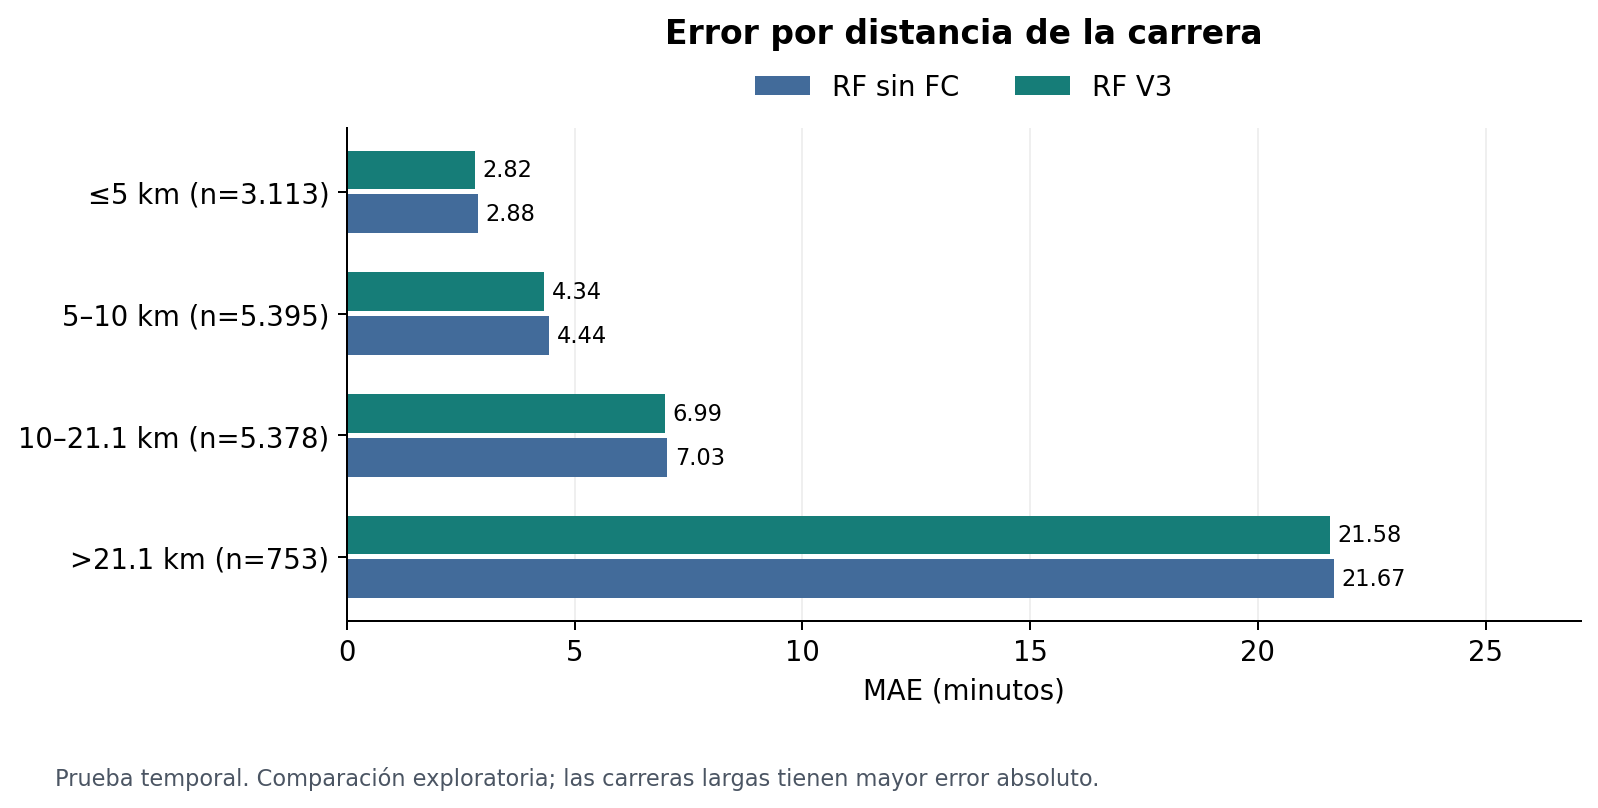 Error por distancia de la carrera
RF sin FC RF V3
≤5 km (n=3.113)
2.82
2.88
5–10 km (n=5.395)
4.34
4.44
10–21.1 km (n=5.378)
6.99
7.03
>21.1 km (n=753)
21.58
21.67
0 5 10 15 20 25
MAE (minutos)
Prueba temporal. Comparación exploratoria; las carreras largas tienen mayor error absoluto.